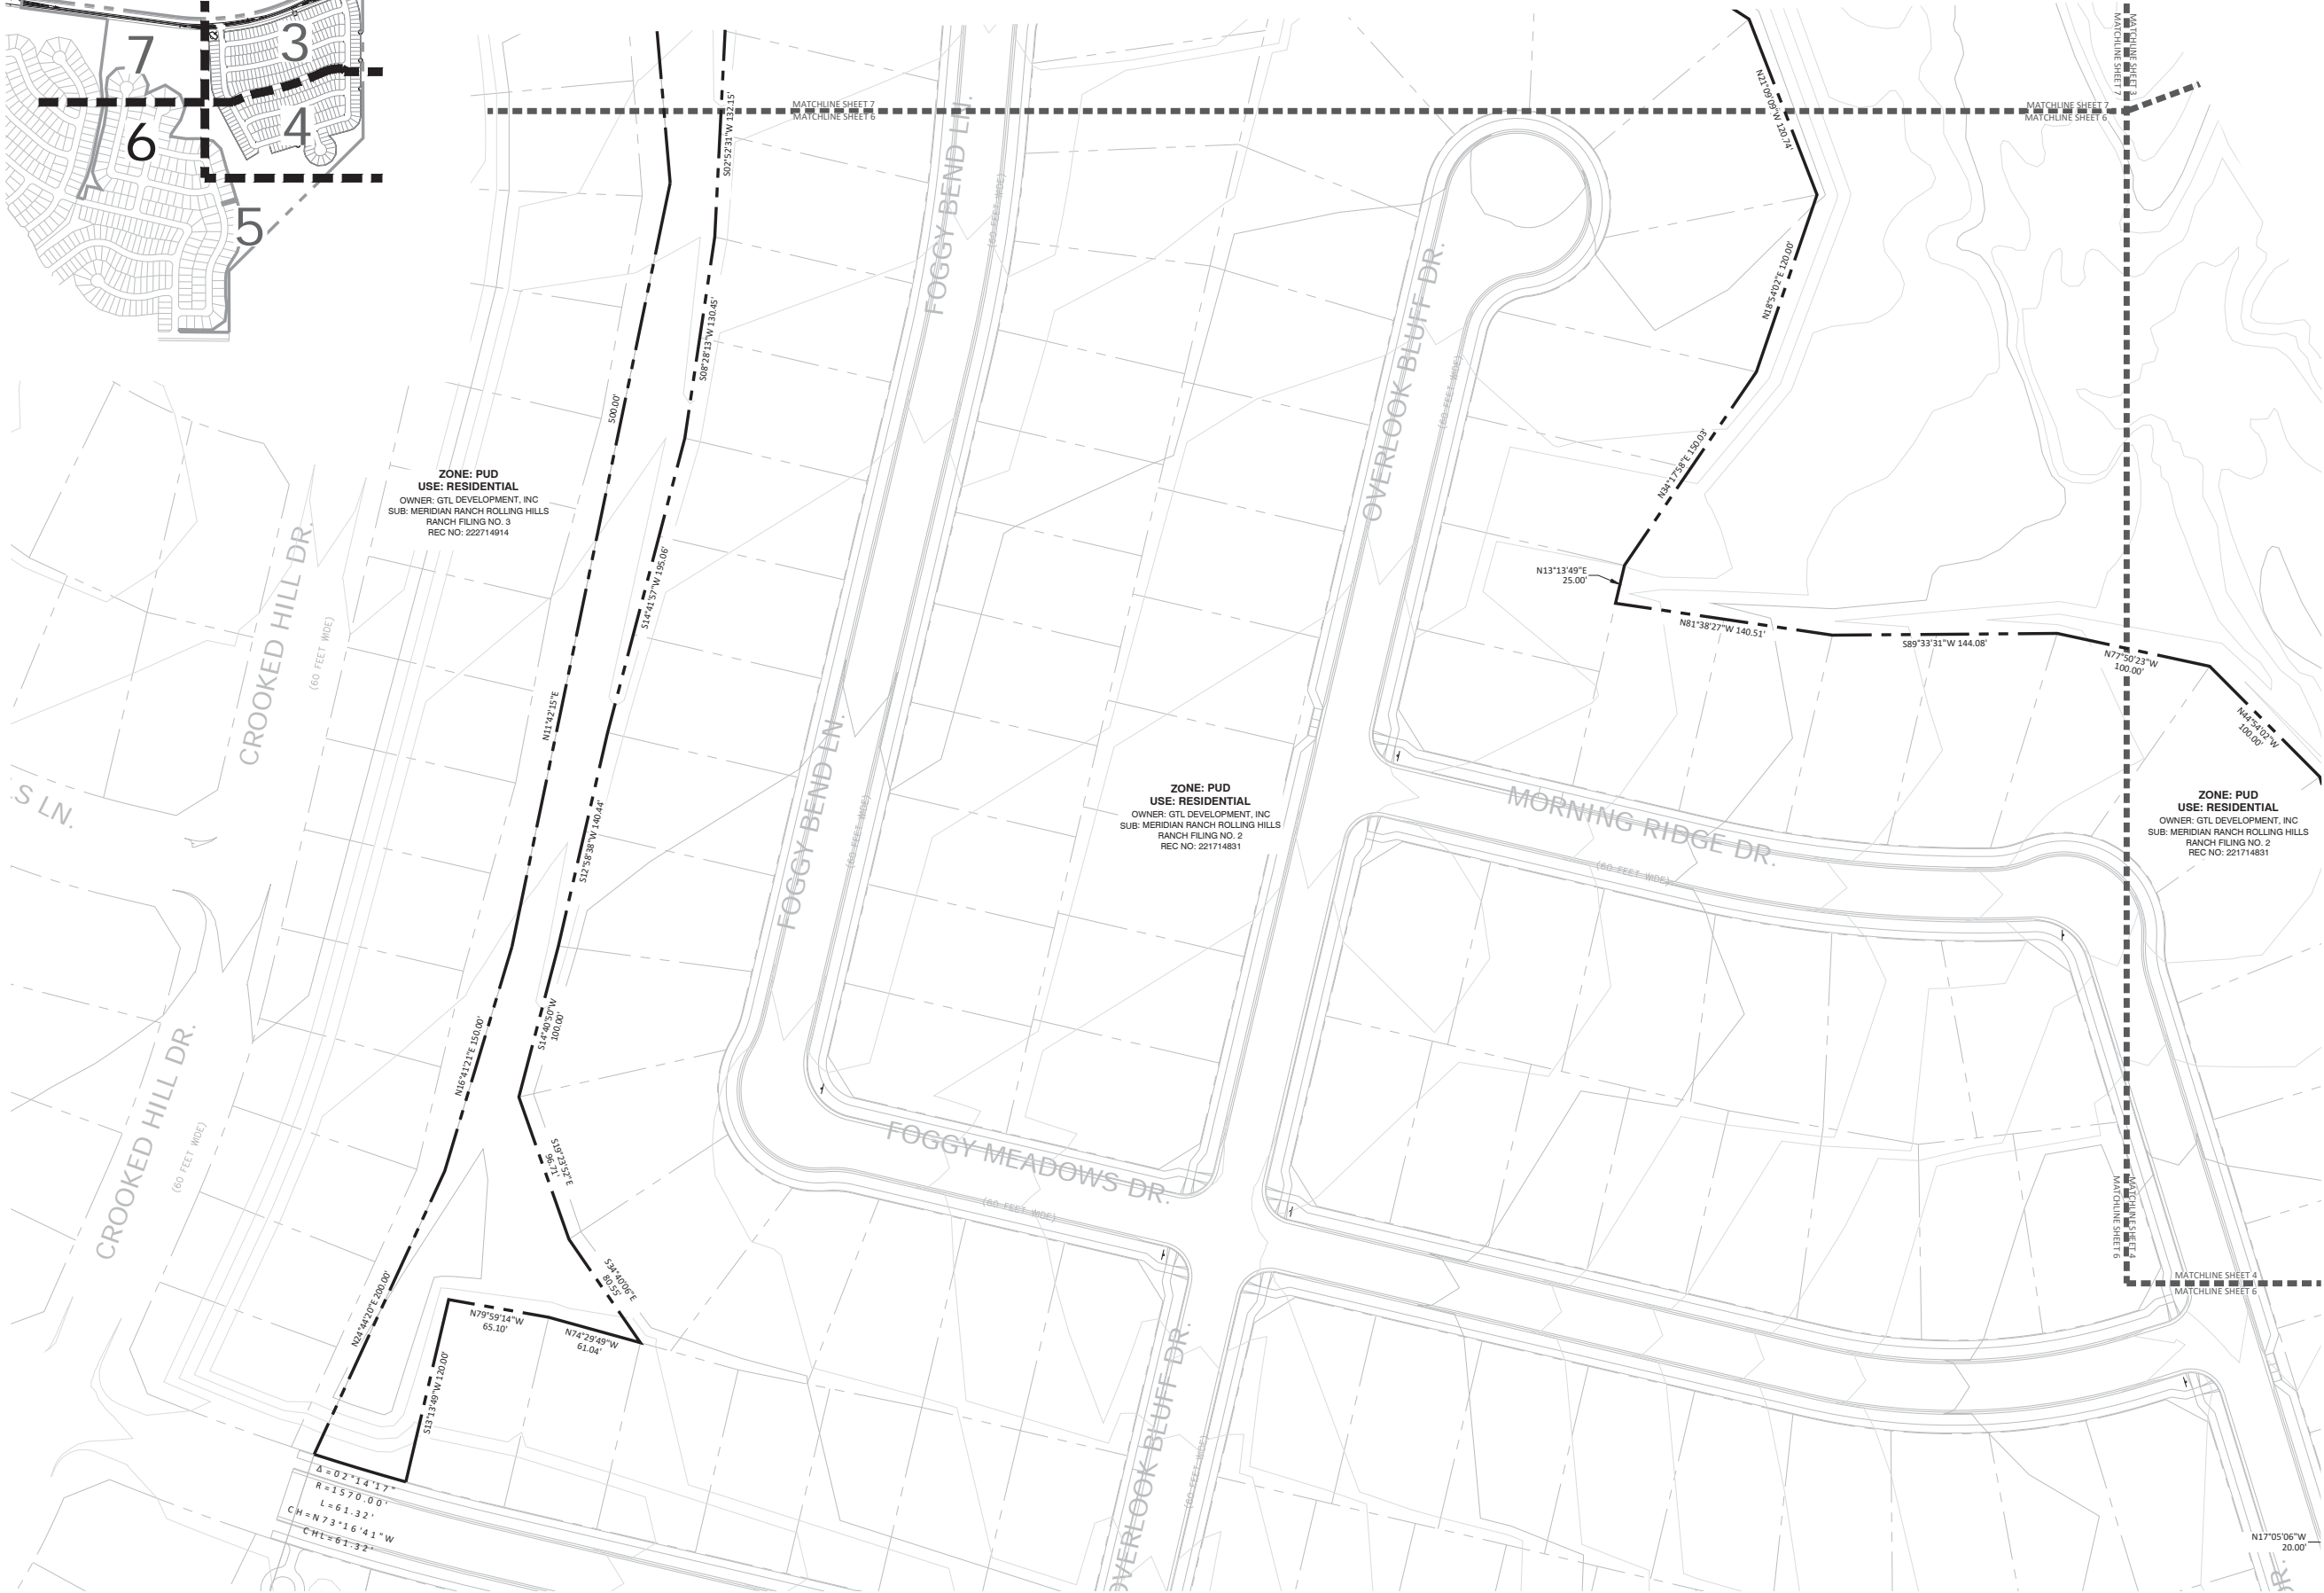 7
3
6
4
5
MATCHLINE SHEET 7
MATCHLINE SHEET 6
MATCHLINE SHEET 7
MATCHLINE SHEET 6
MATCHLINE SHEET 3
MATCHLINE SHEET 7
S02°52'31"W 132.15'
S08°28'13"W 130.45'
500.00'
N11°42'15"E
S14°41'57"W 195.06'
S12°58'38"W 140.44'
S14°40'50"W
100.00'
N16°41'21"E 150.00'
S19°23'52"E
96.71'
S34°40'06"E
80.55'
N24°44'20"E 200.00'
N79°59'14"W
65.10'
N74°29'49"W
61.04'
S13°13'49"W 120.00'
Δ=02°14'17"
R=1570.00'
L=61.32'
CH=N73°16'41"W
CHL=61.32'
ZONE: PUD
USE: RESIDENTIAL
OWNER: GTL DEVELOPMENT, INC
SUB: MERIDIAN RANCH ROLLING HILLS
RANCH FILING NO. 3
REC NO: 222714914
CROOKED HILL DR.
(60 FEET WIDE)
S LN.
CROOKED HILL DR.
(60 FEET WIDE)
FOGGY BEND LN.
(60 FEET WIDE)
FOGGY BEND LN.
(60 FEET WIDE)
FOGGY MEADOWS DR.
(60 FEET WIDE)
OVERLOOK BLUFF DR.
(60 FEET WIDE)
OVERLOOK BLUFF DR.
(60 FEET WIDE)
ZONE: PUD
USE: RESIDENTIAL
OWNER: GTL DEVELOPMENT, INC
SUB: MERIDIAN RANCH ROLLING HILLS
RANCH FILING NO. 2
REC NO: 221714831
MORNING RIDGE DR.
(60 FEET WIDE)
N21°09'09"W 120.74'
N18°54'02"E 120.00'
N34°17'58"E 150.03'
N13°13'49"E
25.00'
N81°38'27"W 140.51'
S89°33'31"W 144.08'
N77°50'23"W
100.00'
N44°54'02"W
100.00'
ZONE: PUD
USE: RESIDENTIAL
OWNER: GTL DEVELOPMENT, INC
SUB: MERIDIAN RANCH ROLLING HILLS
RANCH FILING NO. 2
REC NO: 221714831
MATCHLINE SHEET 4
MATCHLINE SHEET 6
MATCHLINE SHEET 4
MATCHLINE SHEET 6
N17°05'06"W
20.00'
DR.